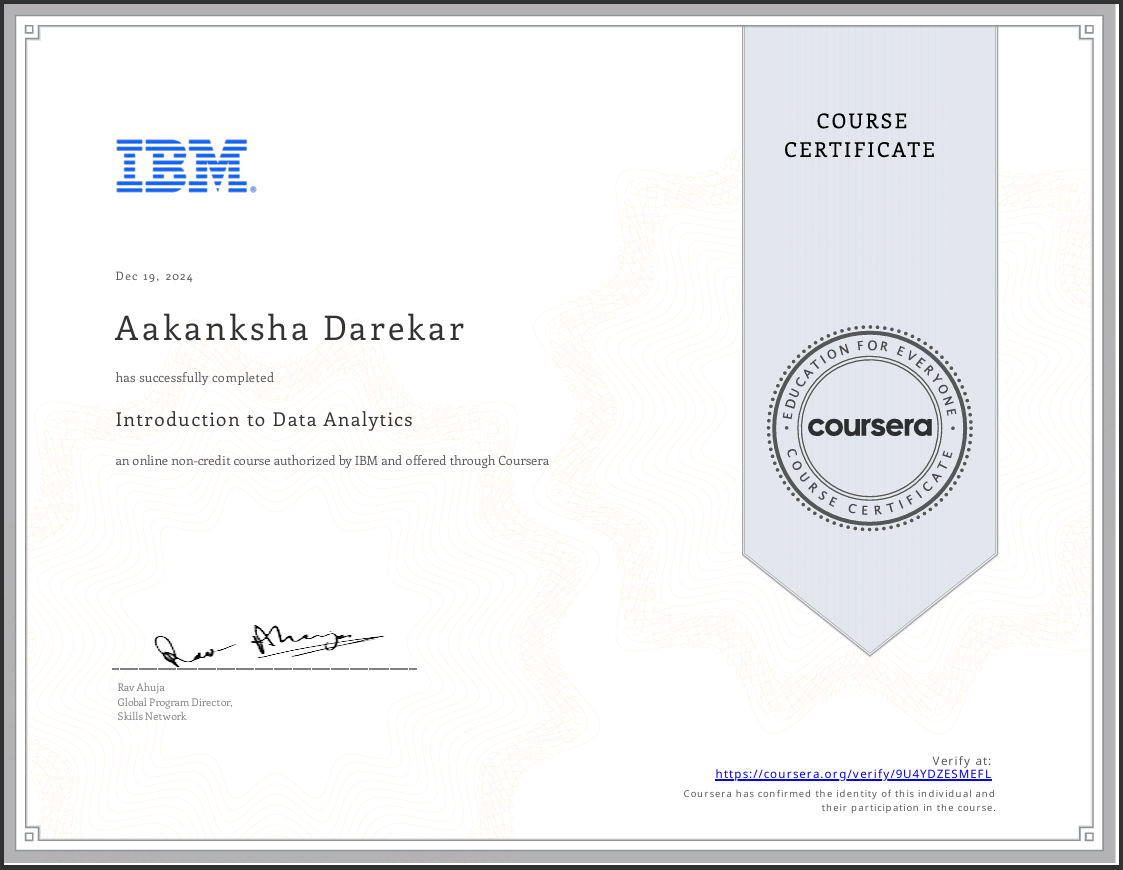 COURSE
CERTIFICATE
IBM®
Dec 19, 2024
Aakanksha Darekar
has successfully completed
Introduction to Data Analytics
an online non-credit course authorized by IBM and offered through Coursera
EDUCATION FOR EVERYONE
coursera
COURSE CERTIFICATE
Rav Ahuja
Rav Ahuja
Global Program Director,
Skills Network
Verify at:
https://coursera.org/verify/9U4YDZESMEFL
Coursera has confirmed the identity of this individual and
their participation in the course.